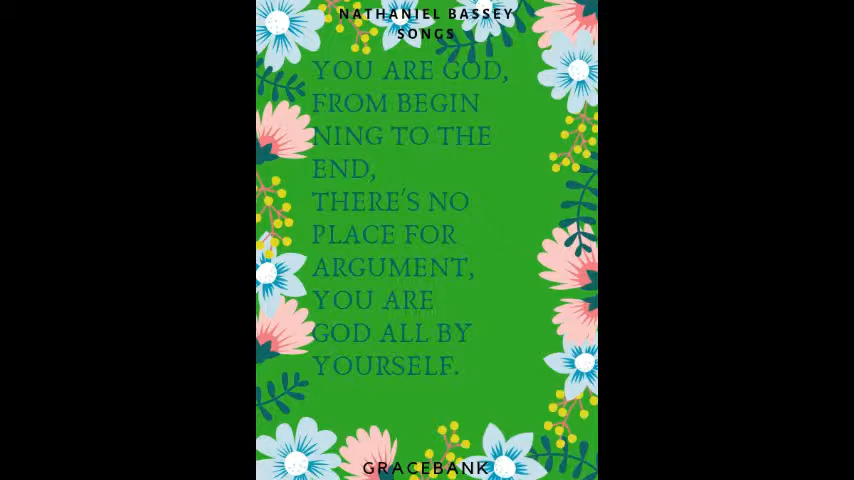 NATHANIEL BASSEY
SONGS
YOU ARE GOD,
FROM BEGIN
NING TO THE
END,
THERE'S NO
PLACE FOR
ARGUMENT,
YOU ARE
GOD ALL BY
YOURSELF.
GRACEBANK